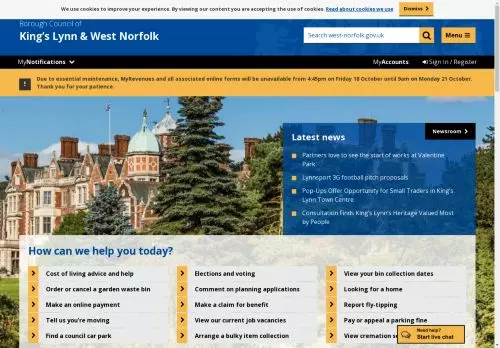 We use cookies to improve your experience. By viewing our content you are accepting the use of cookies. Read about cookies we use
Dismiss
Borough Council of
King's Lynn & West Norfolk
Search west-norfolk.gov.uk
Menu
MyNotifications
MyAccounts
Sign In / Register
Due to essential maintenance, MyRevenues and all associated online forms will be unavailable from 4:45pm on Friday 18 October until 9am on Monday 21 October.
Thank you for your patience.
Newsroom
Latest news
Partners love to see the start of works at Valentine
Park
Lynnsport 3G football pitch proposals
Pop-Ups Offer Opportunity for Small Traders in King's
Lynn Town Centre
Consultation Finds King's Lynn's Heritage Valued Most
by People
How can we help you today?
Cost of living advice and help
Elections and voting
View your bin collection dates
Order or cancel a garden waste bin
Comment on planning applications
Looking for a home
Make an online payment
Make a claim for benefit
Report fly-tipping
Tell us you're moving
View our current job vacancies
Pay or appeal a parking fine
Find a council car park
Arrange a bulky item collection
View cremation se
Need help?
Start live chat